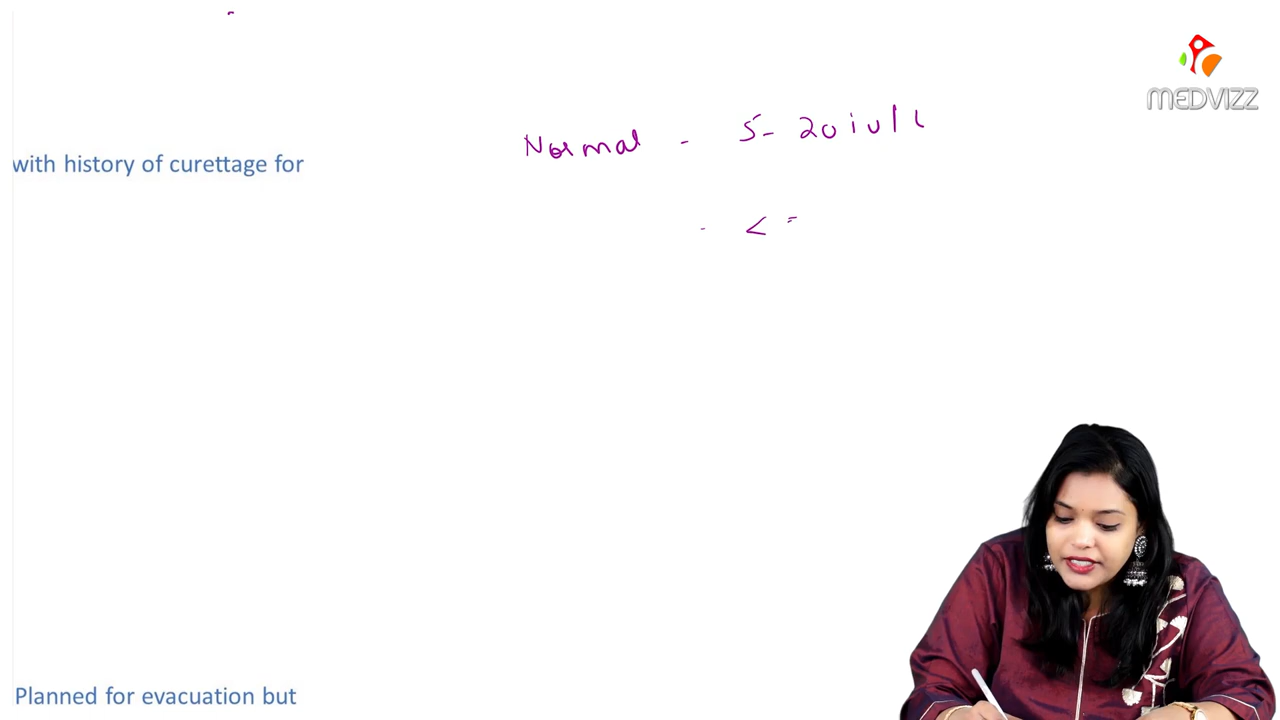 MEDVIZZ
Normal - 5-20 iu/L
with history of curettage for
<
Planned for evacuation but